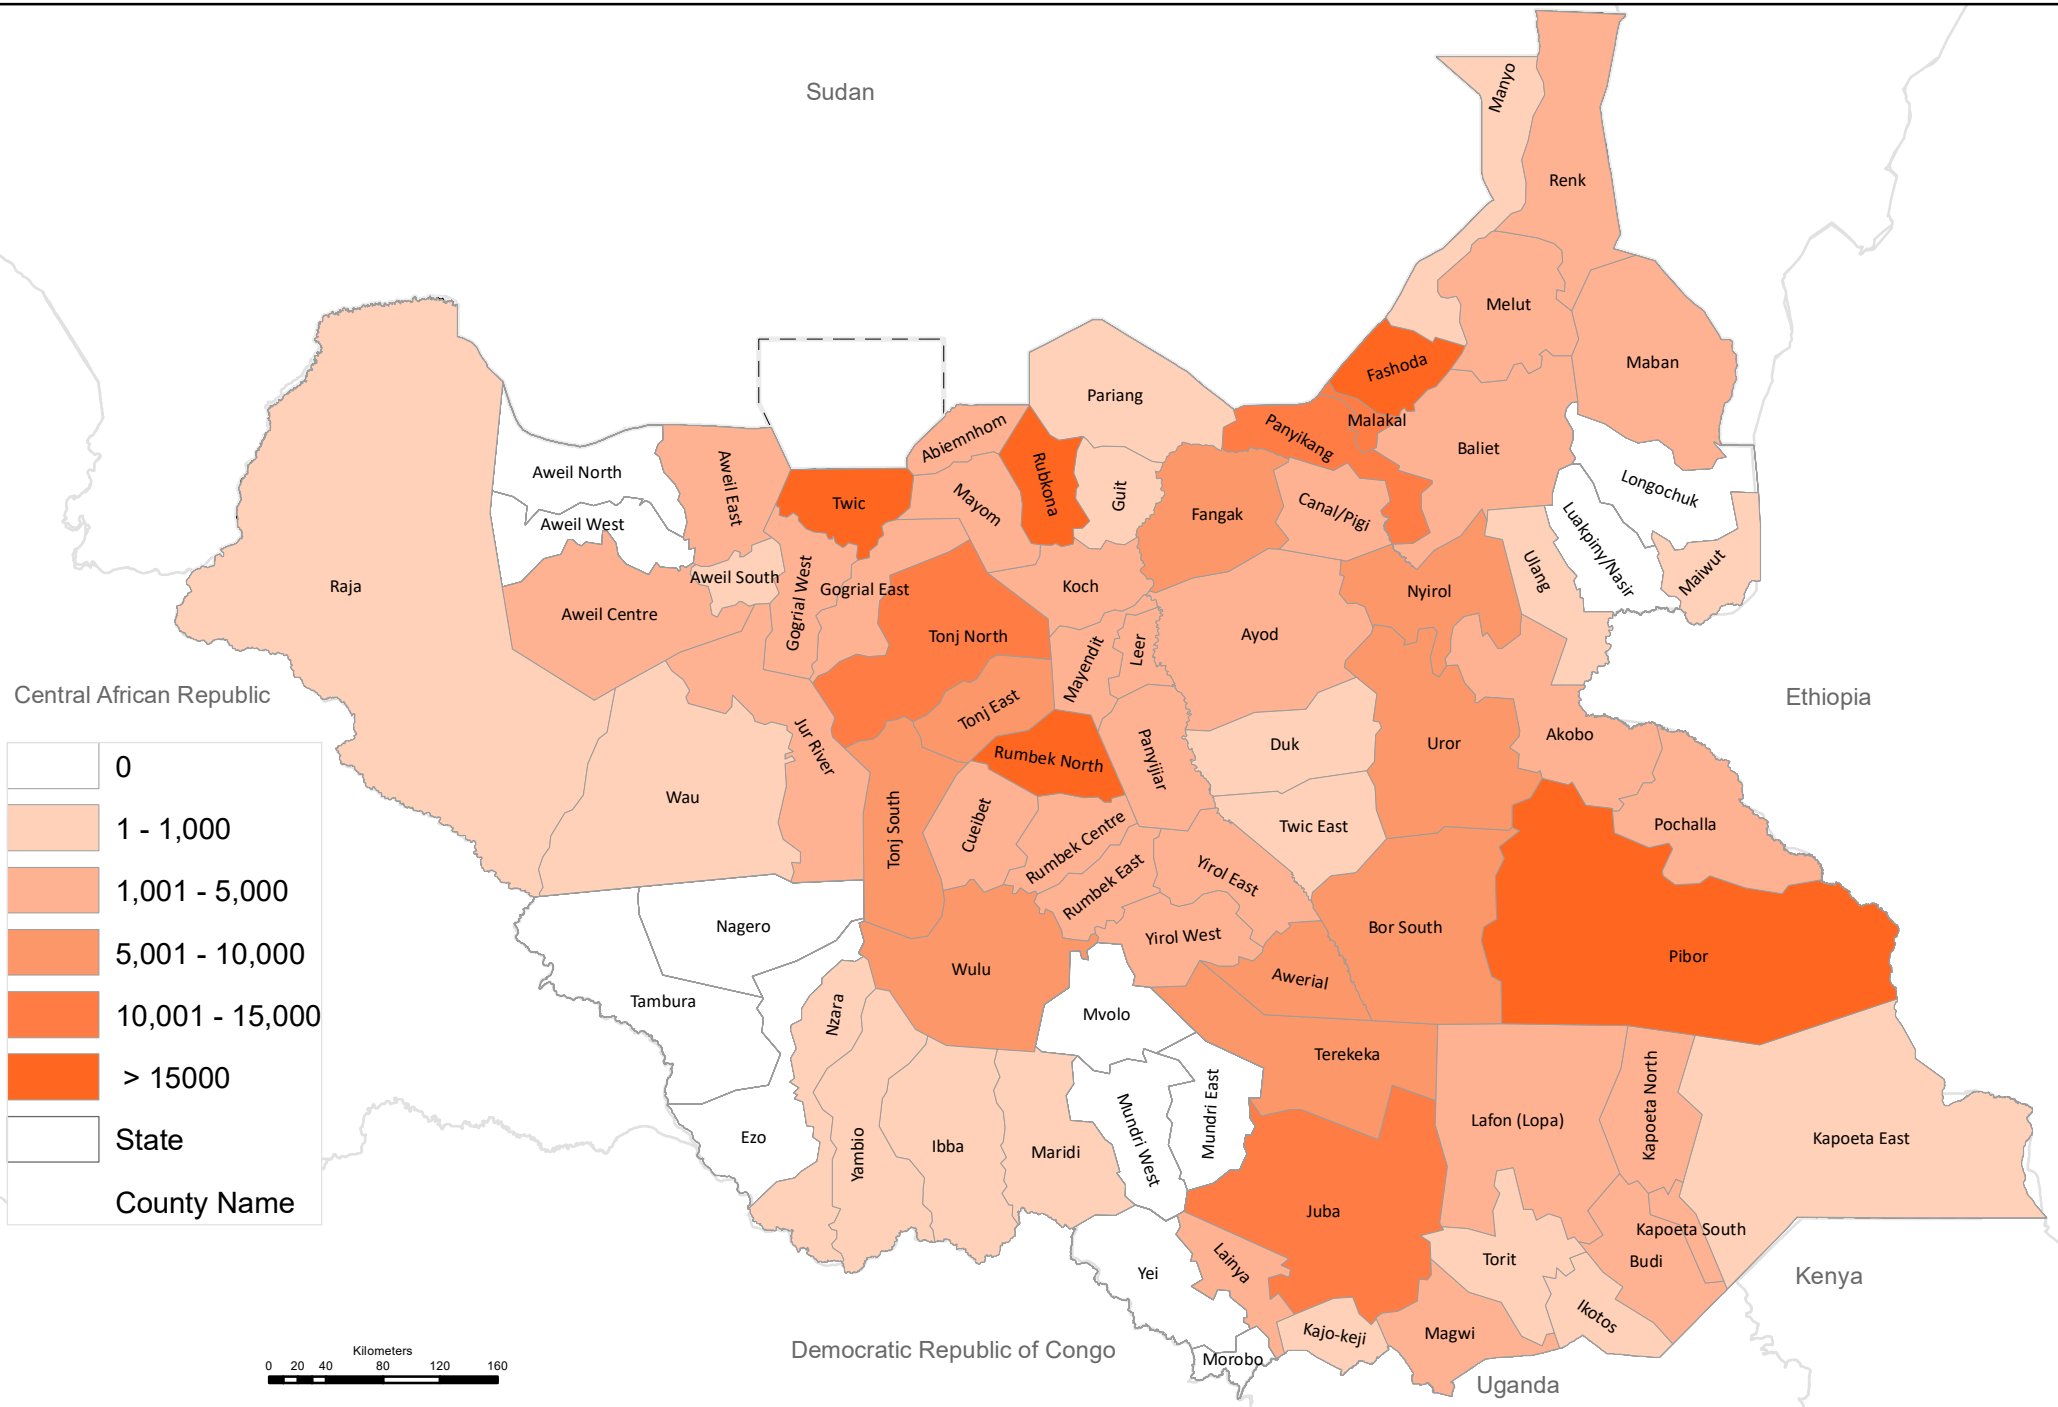 Sudan
Manyo
Renk
Melut
Maban
Fashoda
Pariang
Malakal
Panyikang
Abiemnhom
Baliet
Aweil North
Longochuk
Aweil East
Rubkona
Guit
Twic
Mayom
Fangak
Canal/Pigi
Aweil West
Luakpiny/Nasir
Ulang
Maiwut
Aweil South
Raja
Koch
Gogrial East
Nyirol
Gogrial West
Aweil Centre
Tonj North
Ayod
Leer
Mayendit
Central African Republic
Ethiopia
Tonj East
Akobo
Duk
Uror
Jur River
Rumbek North
Panyijiar
Wau
Twic East
Pochalla
Tonj South
Cueibet
Rumbek Centre
Rumbek East
Yirol East
Nagero
Bor South
Yirol West
Pibor
Wulu
Awerial
Tambura
Nzara
Mvolo
Terekeka
Kapoeta North
Mundri East
Lafon (Lopa)
Ezo
Kapoeta East
Mundri West
Yambio
Ibba
Maridi
Juba
Kapoeta South
Torit
Budi
Lainya
Yei
Kenya
Ikotos
Kajo-keji
Magwi
Democratic Republic of Congo
Morobo
Uganda
0
1 - 1,000
1,001 - 5,000
5,001 - 10,000
10,001 - 15,000
> 15000
State
County Name
Kilometers
0 20 40 80 120 160